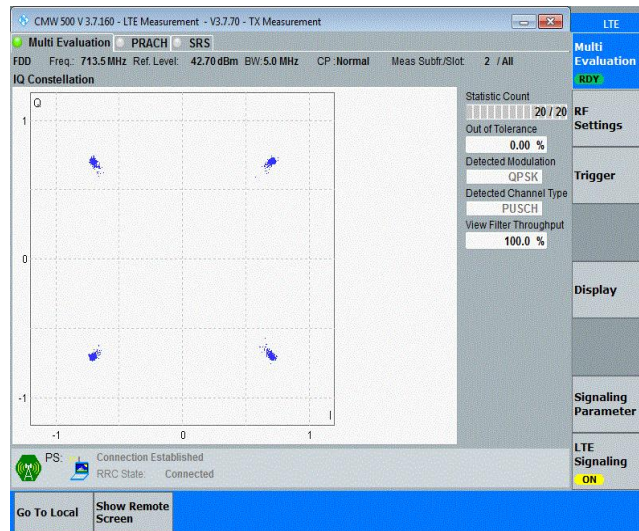 CMW 500 V 3.7.160 - LTE Measurement - V3.7.70 - TX Measurement
LTE
Multi Evaluation PRACH SRS
Multi
Evaluation
RDY
FDD Freq.: 713.5 MHz Ref. Level: 42.70 dBm BW: 5.0 MHz CP : Normal Meas Subfr./Slot: 2 / All
IQ Constellation
Statistic Count
20 / 20
Out of Tolerance
0.00 %
Detected Modulation
QPSK
Detected Channel Type
PUSCH
View Filter Throughput
100.0 %
Q
1
0
-1
I
-1 0 1
RF
Settings
Trigger
Display
Signaling
Parameter
LTE
Signaling
ON
PS: Connection Established
RRC State: Connected
Go To Local
Show Remote
Screen